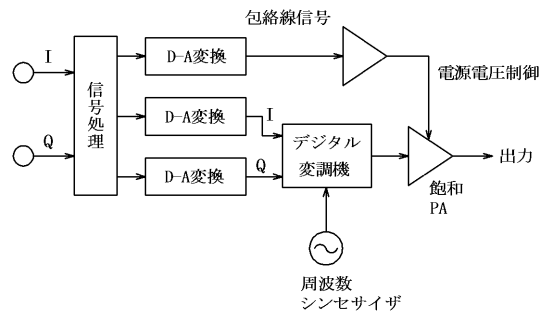 包絡線信号
I
D-A変換
電源電圧制御
信号処理
D-A変換
I
Q
デジタル
変調機
出力
D-A変換
Q
飽和
PA
周波数
シンセサイザ